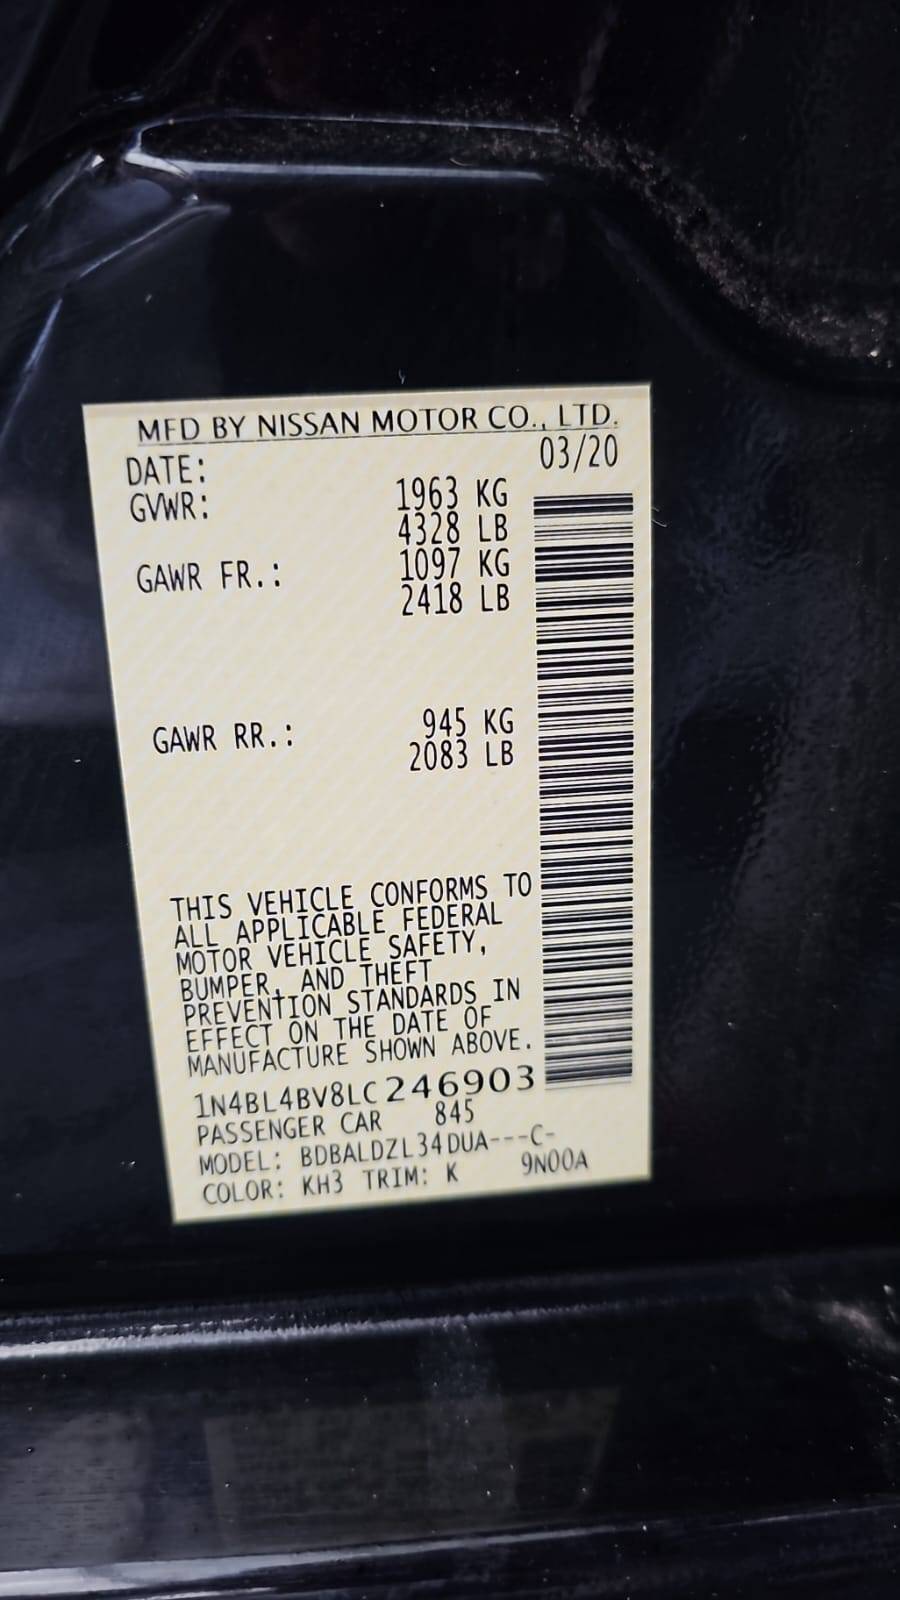 MFD BY NISSAN MOTOR CO., LTD.
DATE: 03/20
GVWR: 1963 KG
4328 LB
GAWR FR.: 1097 KG
2418 LB
GAWR RR.: 945 KG
2083 LB
THIS VEHICLE CONFORMS TO
ALL APPLICABLE FEDERAL
MOTOR VEHICLE SAFETY,
BUMPER, AND THEFT
PREVENTION STANDARDS IN
EFFECT ON THE DATE OF
MANUFACTURE SHOWN ABOVE.
1N4BL4BV8LC246903
PASSENGER CAR 845
MODEL: BDBALDZL34DUA---C-
COLOR: KH3 TRIM: K 9N00A